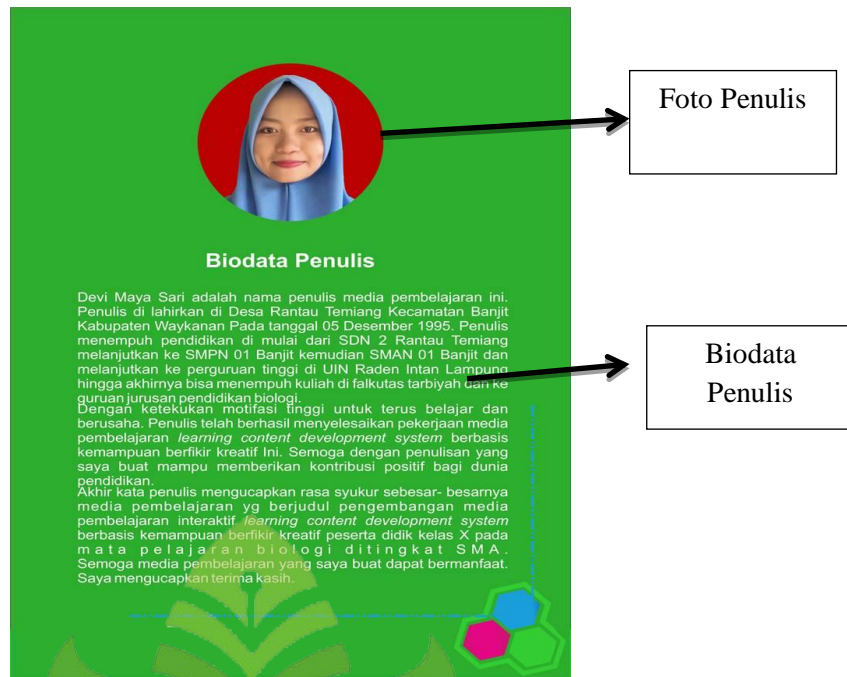 Foto Penulis
Biodata Penulis
Devi Maya Sari adalah nama penulis media pembelajaran ini.
Penulis di lahirkan di Desa Rantau Temiang Kecamatan Banjit
Kabupaten Waykanan Pada tanggal 05 Desember 1995. Penulis
menempuh pendidikan di mulai dari SDN 2 Rantau Temiang
melanjutkan ke SMPN 01 Banjit kemudian SMAN 01 Banjit dan
melanjutkan ke perguruan tinggi di UIN Raden Intan Lampung
hingga akhirnya bisa menempuh kuliah di falkutas tarbiyah dan ke
guruan jurusan pendidikan biologi.
Dengan ketekukan motifasi tinggi untuk terus belajar dan
berusaha. Penulis telah berhasil menyelesaikan pekerjaan media
pembelajaran learning content development system berbasis
kemampuan berfikir kreatif Ini. Semoga dengan penulisan yang
saya buat mampu memberikan kontribusi positif bagi dunia
pendidikan.
Akhir kata penulis mengucapkan rasa syukur sebesar- besarnya
media pembelajaran yg berjudul pengembangan media
pembelajaran interaktif learning content development system
berbasis kemampuan berfikir kreatif peserta didik kelas X pada
mata pelajaran biologi ditingkat SMA.
Semoga media pembelajaran yang saya buat dapat bermanfaat.
Saya mengucapkan terima kasih.
Biodata
Penulis